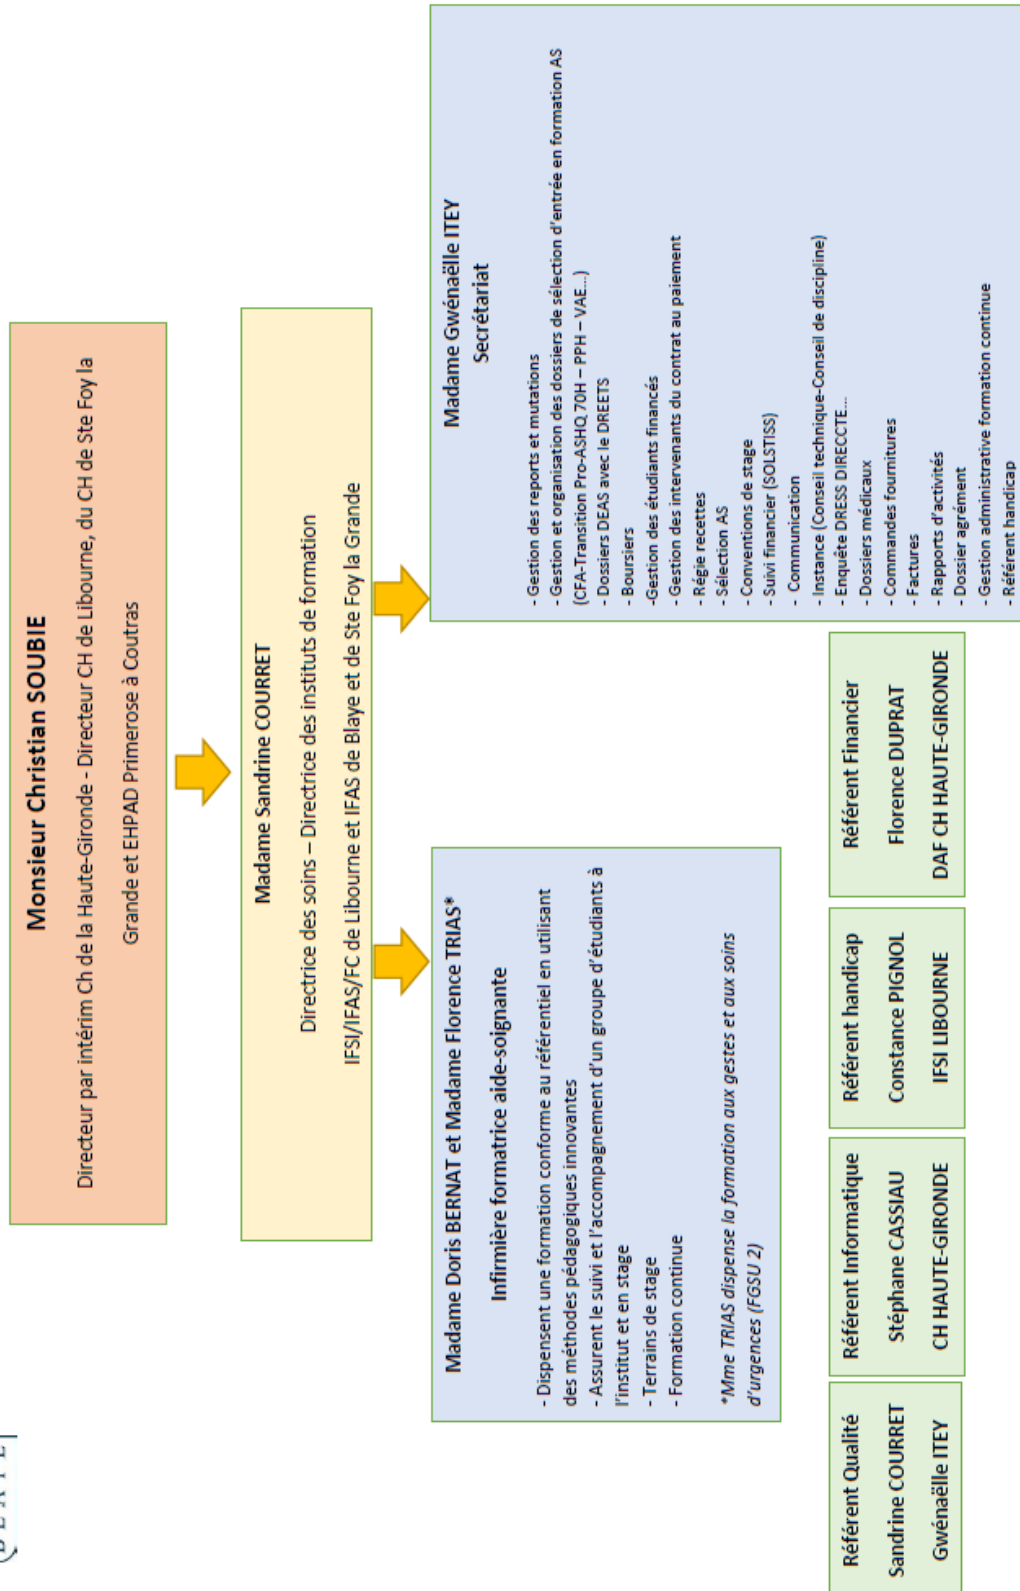 BLAYE
Monsieur Christian SOUBIE
Directeur par intérim Ch de la Haute-Gironde - Directeur CH de Libourne, du CH de Ste Foy la
Grande et EHPAD Primerose à Coutras
Madame Sandrine COURRET
Directrice des soins – Directrice des instituts de formation
IFSI/IFAS/FC de Libourne et IFAS de Blaye et de Ste Foy la Grande
Madame Doris BERNAT et Madame Florence TRIAS*
Infirmière formatrice aide-soignante
- Dispensent une formation conforme au référentiel en utilisant
des méthodes pédagogiques innovantes
- Assurent le suivi et l'accompagnement d'un groupe d'étudiants à
l'institut et en stage
- Terrains de stage
- Formation continue
*Mme TRIAS dispense la formation aux gestes et aux soins
d'urgences (FGSU 2)
Madame Gwénaëlle ITEY
Secrétariat
- Gestion des reports et mutations
- Gestion et organisation des dossiers de sélection d'entrée en formation AS
(CFA-Transition Pro-ASHQ 70H – PPH – VAE...)
- Dossiers DEAS avec le DREETS
- Boursiers
-Gestion des étudiants financés
- Gestion des intervenants du contrat au paiement
- Régie recettes
- Sélection AS
- Conventions de stage
- Suivi financier (SOLSTISS)
- Communication
- Instance (Conseil technique-Conseil de discipline)
- Enquête DRESS DIRECCTE...
- Dossiers médicaux
- Commandes fournitures
- Factures
- Rapports d'activités
- Dossier agrément
- Gestion administrative formation continue
- Référent handicap
Référent Qualité
Sandrine COURRET
Gwénaëlle ITEY
Référent Informatique
Stéphane CASSIAU
CH HAUTE-GIRONDE
Référent handicap
Constance PIGNOL
IFSI LIBOURNE
Référent Financier
Florence DUPRAT
DAF CH HAUTE-GIRONDE